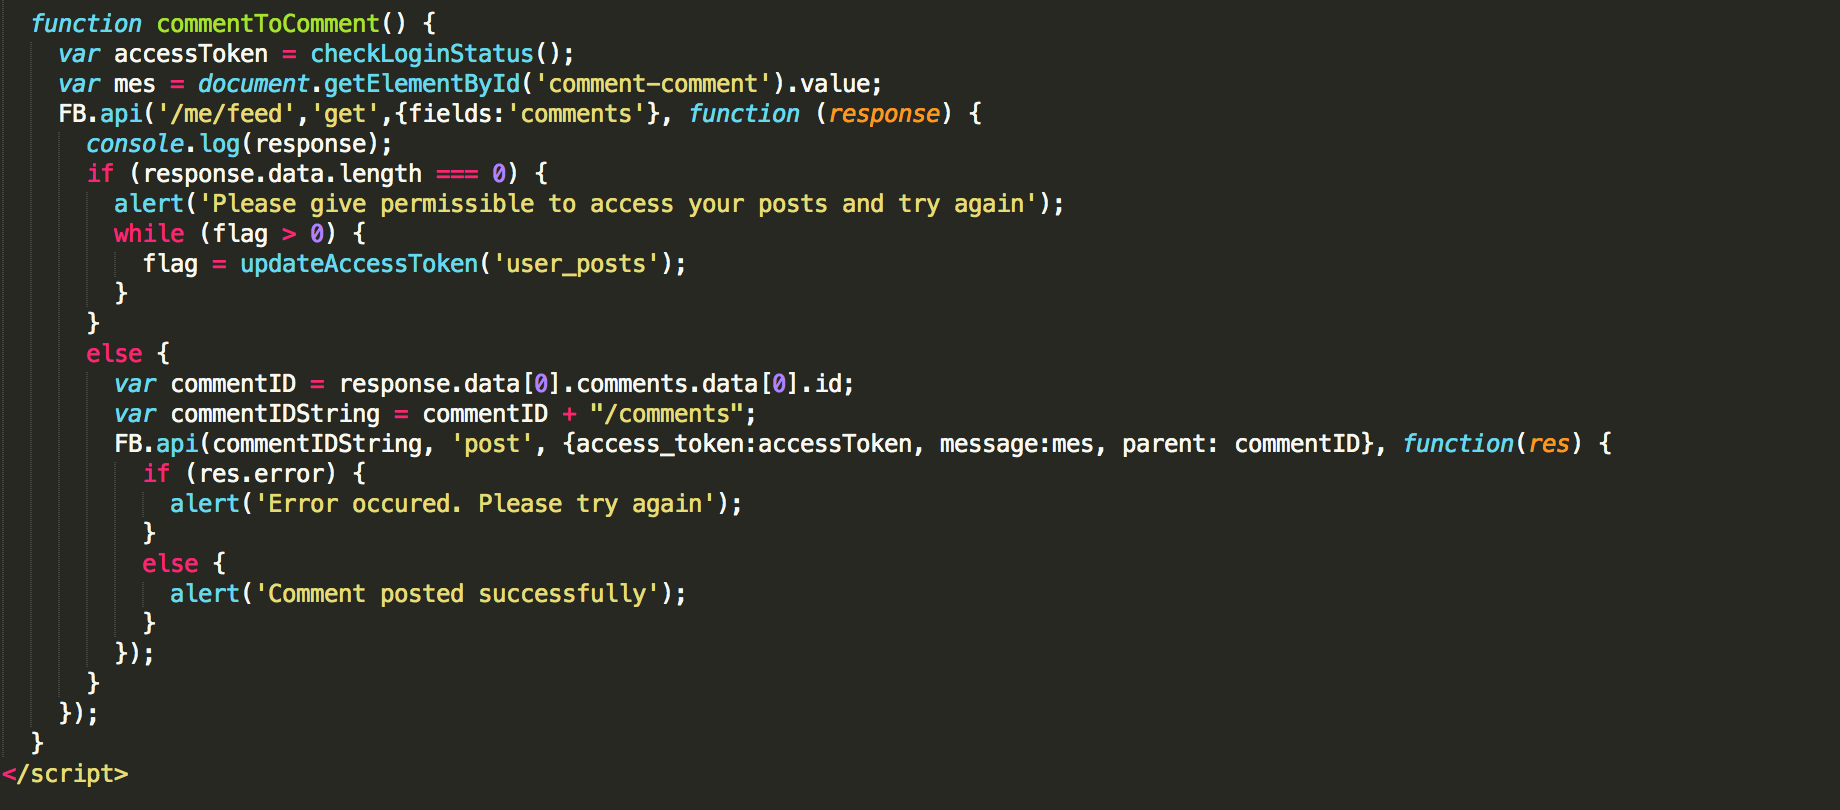 function commentToComment() {
var accessToken = checkLoginStatus();
var mes = document.getElementById('comment-comment').value;
FB.api('/me/feed','get',{fields:'comments'}, function (response) {
console.log(response);
if (response.data.length === 0) {
alert('Please give permissible to access your posts and try again');
while (flag > 0) {
flag = updateAccessToken('user_posts');
}
}
else {
var commentID = response.data[0].comments.data[0].id;
var commentIDString = commentID + "/comments";
FB.api(commentIDString, 'post', {access_token:accessToken, message:mes, parent: commentID}, function(res) {
if (res.error) {
alert('Error occured. Please try again');
}
else {
alert('Comment posted successfully');
}
});
}
});
}
</script>